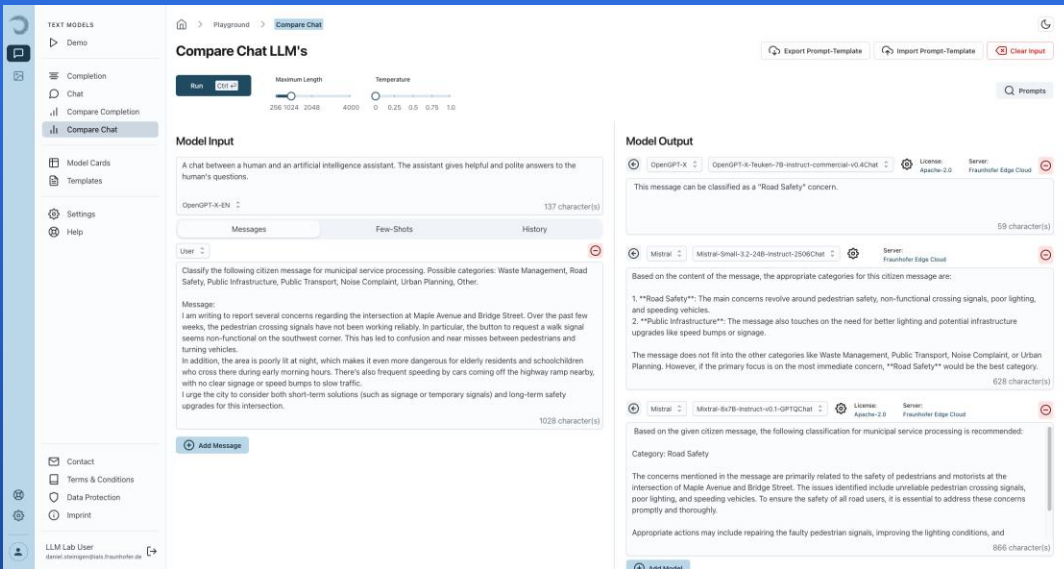 TEXT MODELS
Demo
Completion
Chat
Compare Completion
Compare Chat
Model Cards
Templates
Settings
Help
Contact
Terms & Conditions
Data Protection
Imprint
LLM Lab User
daniel.steinigen@iais.fraunhofer.de
Playground > Compare Chat
Compare Chat LLM's
Export Prompt-Template
Import Prompt-Template
Clear Input
Run Ctrl ⏎
Maximum Length
256 1024 2048 4000
Temperature
0 0.25 0.5 0.75 1.0
Prompts
Model Input
A chat between a human and an artificial intelligence assistant. The assistant gives helpful and polite answers to the
human's questions.
OpenGPT-X-EN
137 character(s)
Messages
Few-Shots
History
User
Classify the following citizen message for municipal service processing. Possible categories: Waste Management, Road
Safety, Public Infrastructure, Public Transport, Noise Complaint, Urban Planning, Other.
Message:
I am writing to report several concerns regarding the intersection at Maple Avenue and Bridge Street. Over the past few
weeks, the pedestrian crossing signals have not been working reliably. In particular, the button to request a walk signal
seems non-functional on the southwest corner. This has led to confusion and near misses between pedestrians and
turning vehicles.
In addition, the area is poorly lit at night, which makes it even more dangerous for elderly residents and schoolchildren
who cross there during early morning hours. There's also frequent speeding by cars coming off the highway ramp nearby,
with no clear signage or speed bumps to slow traffic.
I urge the city to consider both short-term solutions (such as signage or temporary signals) and long-term safety
upgrades for this intersection.
1028 character(s)
Add Message
Model Output
OpenGPT-X
OpenGPT-X-Teuken-7B-instruct-commercial-v0.4Chat
License:
Apache-2.0
Server:
Fraunhofer Edge Cloud
This message can be classified as a "Road Safety" concern.
59 character(s)
Mistral
Mistral-Small-3.2-24B-Instruct-2506Chat
Server:
Fraunhofer Edge Cloud
Based on the content of the message, the appropriate categories for this citizen message are:
1. **Road Safety**: The main concerns revolve around pedestrian safety, non-functional crossing signals, poor lighting,
and speeding vehicles.
2. **Public Infrastructure**: The message also touches on the need for better lighting and potential infrastructure
upgrades like speed bumps or signage.
The message does not fit into the other categories like Waste Management, Public Transport, Noise Complaint, or Urban
Planning. However, if the primary focus is on the most immediate concern, **Road Safety** would be the best category.
628 character(s)
Mistral
Mixtral-8x7B-Instruct-v0.1-GPTQChat
License:
Apache-2.0
Server:
Fraunhofer Edge Cloud
Based on the given citizen message, the following classification for municipal service processing is recommended:
Category: Road Safety
The concerns mentioned in the message are primarily related to the safety of pedestrians and motorists at the
intersection of Maple Avenue and Bridge Street. The issues identified include unreliable pedestrian crossing signals,
poor lighting, and speeding vehicles. To ensure the safety of all road users, it is essential to address these concerns
promptly and thoroughly.
Appropriate actions may include repairing the faulty pedestrian signals, improving the lighting conditions, and
866 character(s)
Add Model